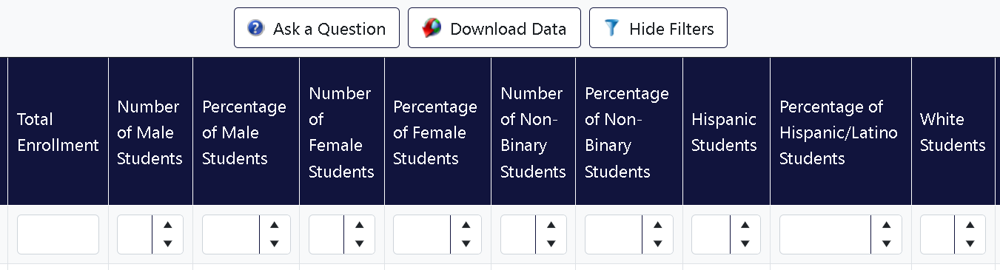 Ask a Question
Download Data
Hide Filters
Total
Enrollment
Number
of Male
Students
Percentage
of Male
Students
Number
of
Female
Students
Percentage
of Female
Students
Number
of Non-
Binary
Students
Percentage
of Non-
Binary
Students
Hispanic
Students
Percentage of
Hispanic/Latino
Students
White
Students